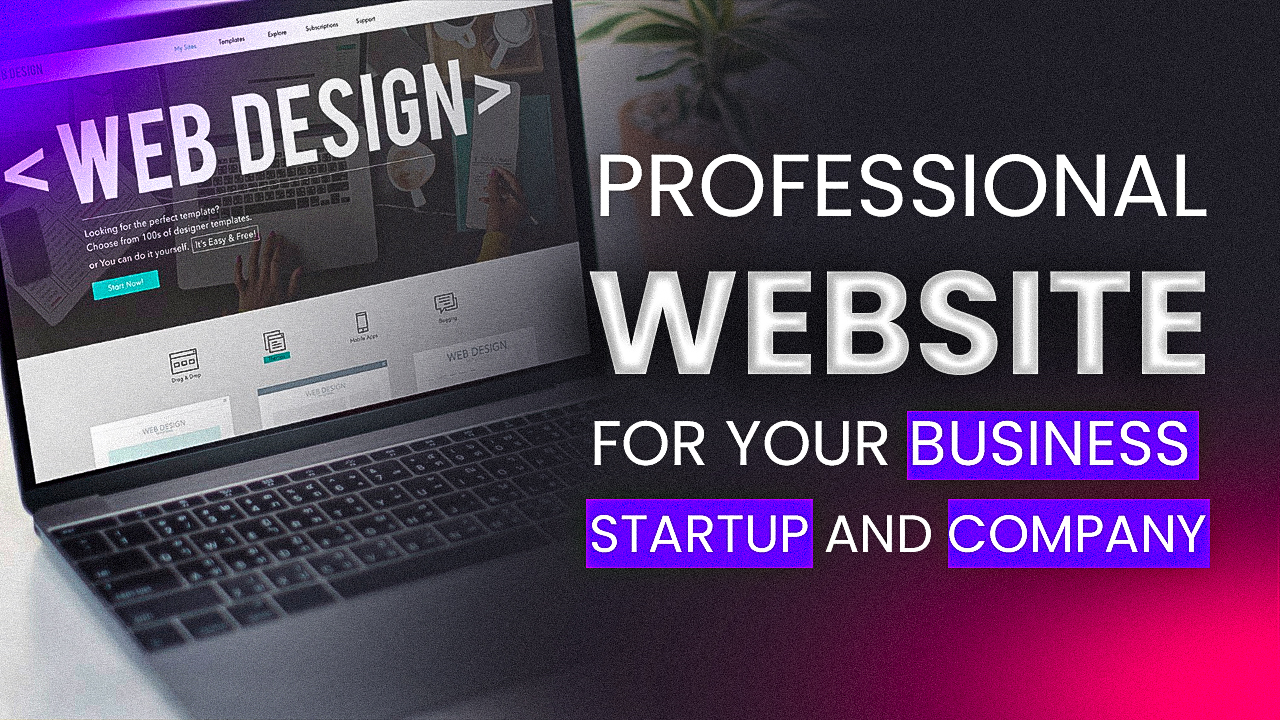 My Sites Templates Explore Subscriptions Support
< WEB DESIGN >
Looking for the perfect template?
Choose from 100s of designer templates.
or You can do it yourself. It's Easy & Free!
Start Now!
Drag & Drop
Mobile Apps
Blogging
WEB DESIGN
WEB DESIGN
WEB DESIGN
PROFESSIONAL
WEBSITE
FOR YOUR BUSINESS
STARTUP AND COMPANY